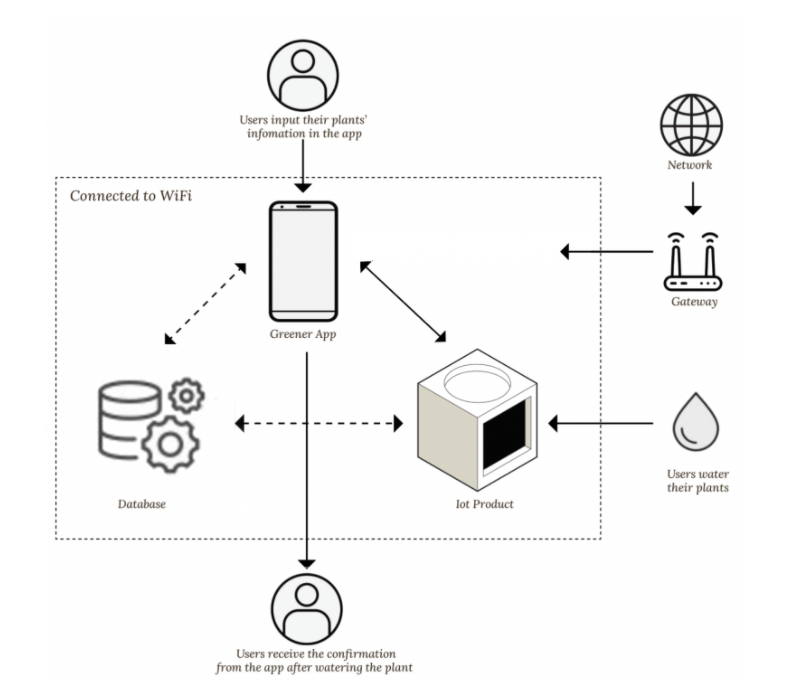 Users input their plants'
infomation in the app
Network
Connected to WiFi
Gateway
Greener App
Users water
their plants
Database
Iot Product
Users receive the confirmation
from the app after watering the plant